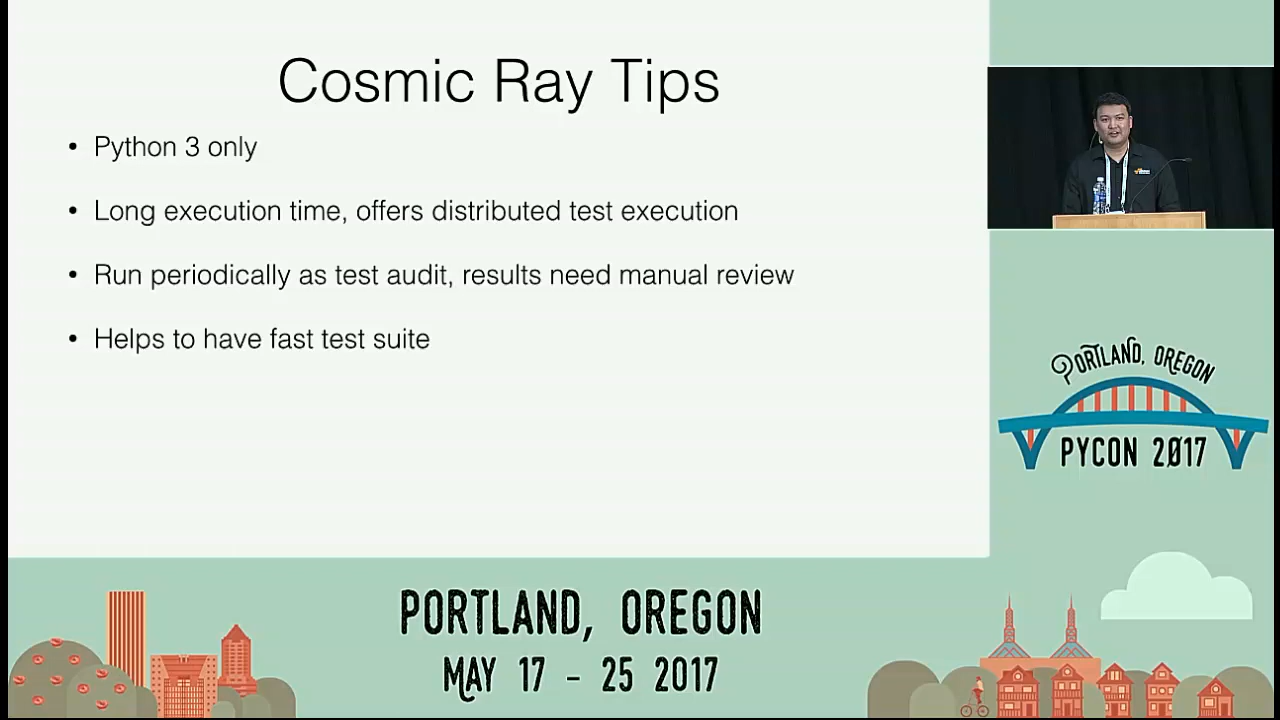 Cosmic Ray Tips
• Python 3 only
• Long execution time, offers distributed test execution
• Run periodically as test audit, results need manual review
• Helps to have fast test suite
PORTLAND, OREGON
PYCON 2017
PORTLAND, OREGON
MAY 17 - 25 2017